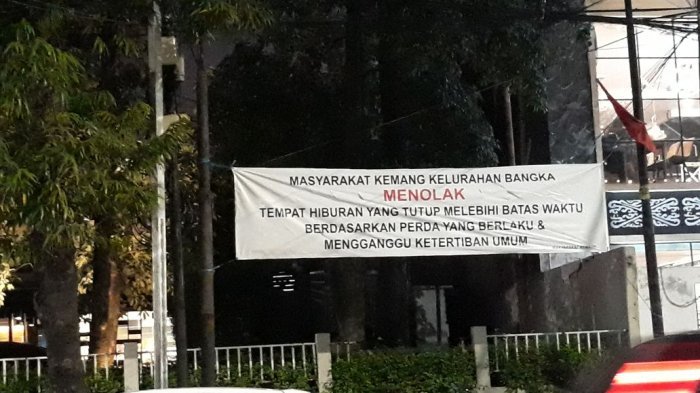 MASYARAKAT KEMANG KELURAHAN BANGKA
MENOLAK
TEMPAT HIBURAN YANG TUTUP MELEBIHI BATAS WAKTU
BERDASARKAN PERDA YANG BERLAKU &
MENGGANGGU KETERTIBAN UMUM